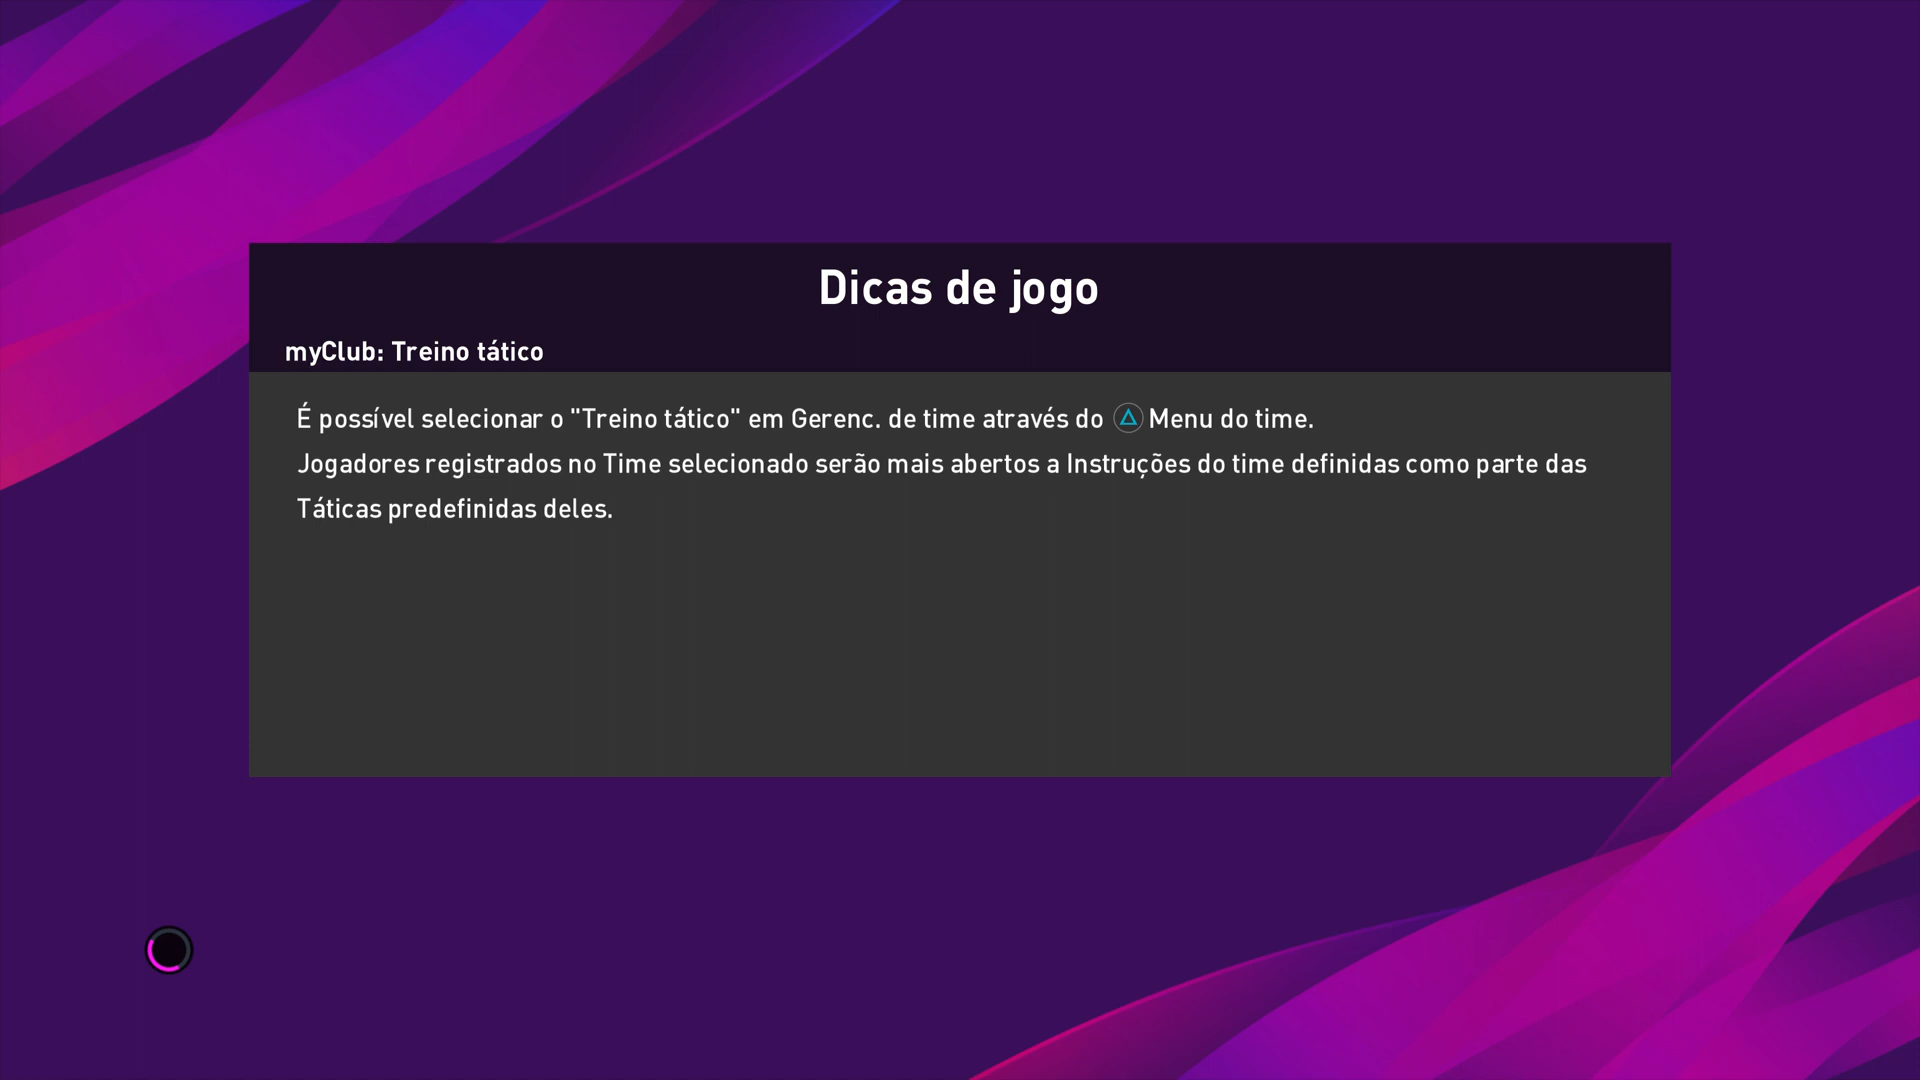 Dicas de jogo
myClub: Treino tático
É possível selecionar o "Treino tático" em Gerenc. de time através do Menu do time.
Jogadores registrados no Time selecionado serão mais abertos a Instruções do time definidas como parte das
Táticas predefinidas deles.